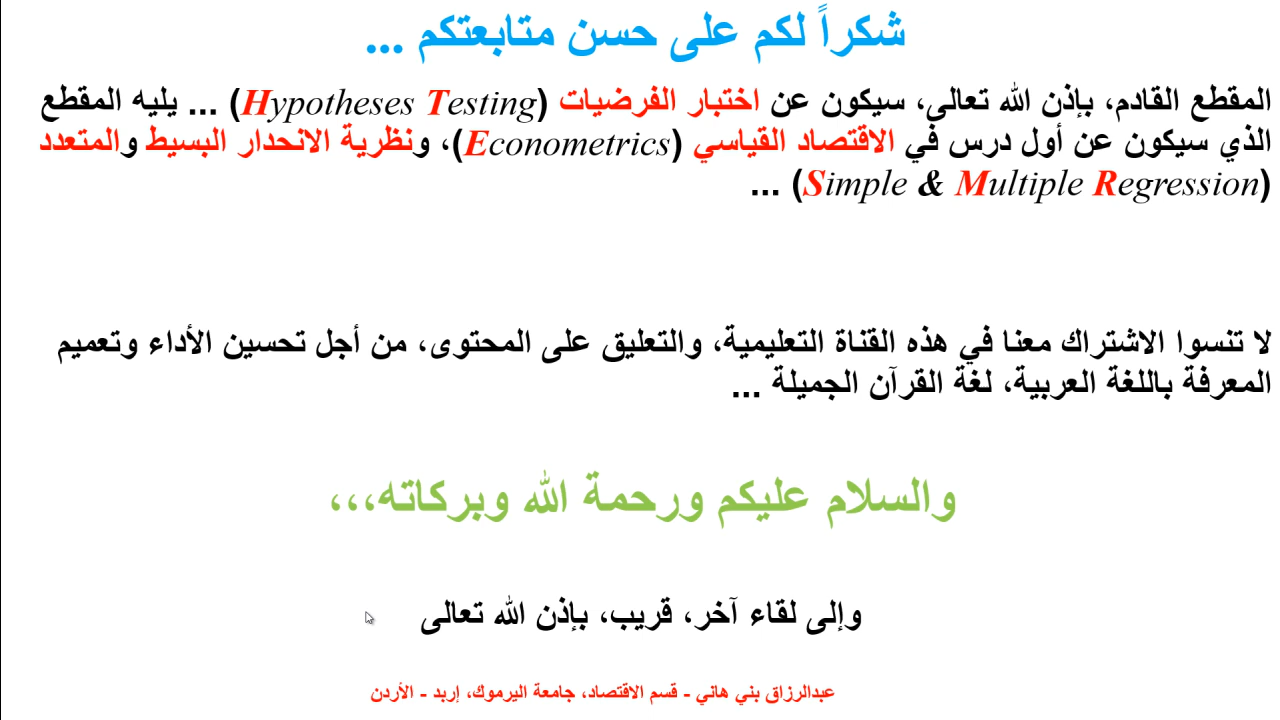 شكراً لكم على حسن متابعتكم ...
المقطع القادم، بإذن الله تعالى، سيكون عن اختبار الفرضيات (Hypotheses Testing) ... يليه المقطع
الذي سيكون عن أول درس في الاقتصاد القياسي (Econometrics)، ونظرية الانحدار البسيط والمتعدد
(Simple & Multiple Regression) ...
لا تنسوا الاشتراك معنا في هذه القناة التعليمية، والتعليق على المحتوى، من أجل تحسين الأداء وتعميم
المعرفة باللغة العربية، لغة القرآن الجميلة ...
والسلام عليكم ورحمة الله وبركاته،،،
وإلى لقاء آخر، قريب، بإذن الله تعالى
عبدالرزاق بني هاني - قسم الاقتصاد، جامعة اليرموك، إربد - الأردن